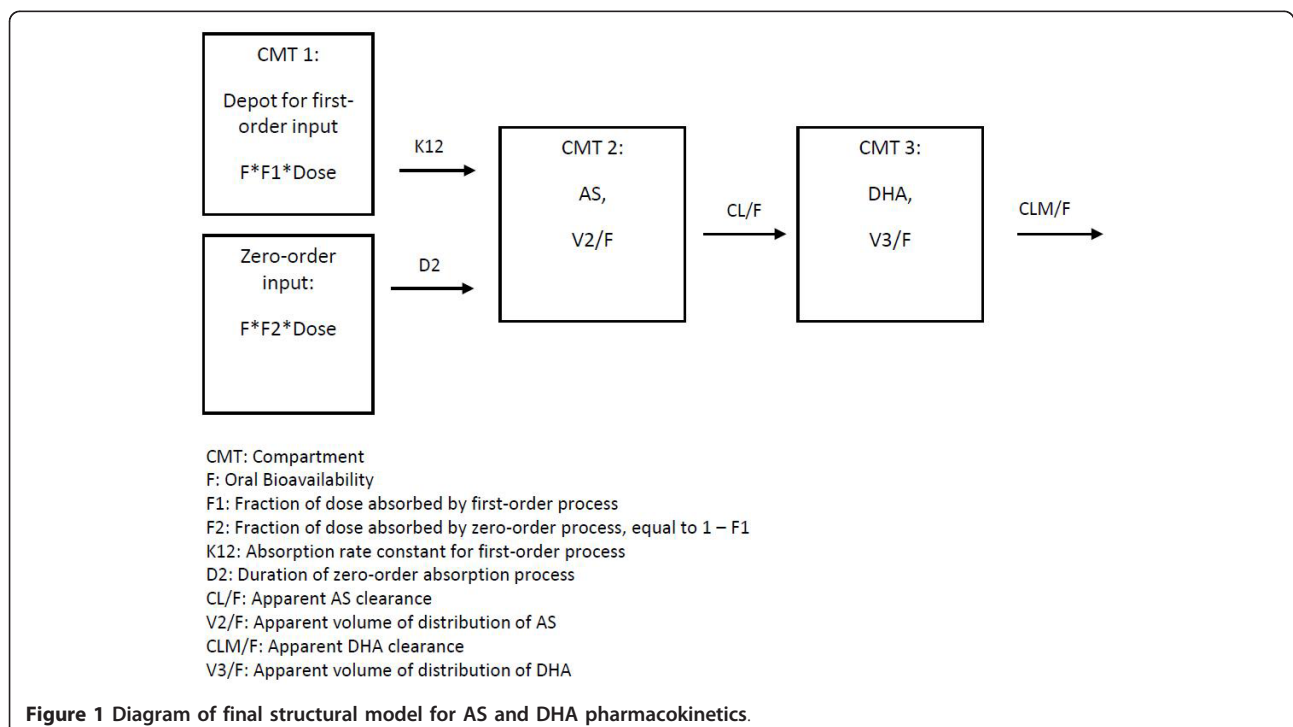 CMT 1:
Depot for first-
order input
F*F1*Dose
K12
Zero-order
input:
F*F2*Dose
D2
CMT 2:
AS,
V2/F
CL/F
CMT 3:
DHA,
V3/F
CLM/F
CMT: Compartment
F: Oral Bioavailability
F1: Fraction of dose absorbed by first-order process
F2: Fraction of dose absorbed by zero-order process, equal to 1 – F1
K12: Absorption rate constant for first-order process
D2: Duration of zero-order absorption process
CL/F: Apparent AS clearance
V2/F: Apparent volume of distribution of AS
CLM/F: Apparent DHA clearance
V3/F: Apparent volume of distribution of DHA
Figure 1 Diagram of final structural model for AS and DHA pharmacokinetics.